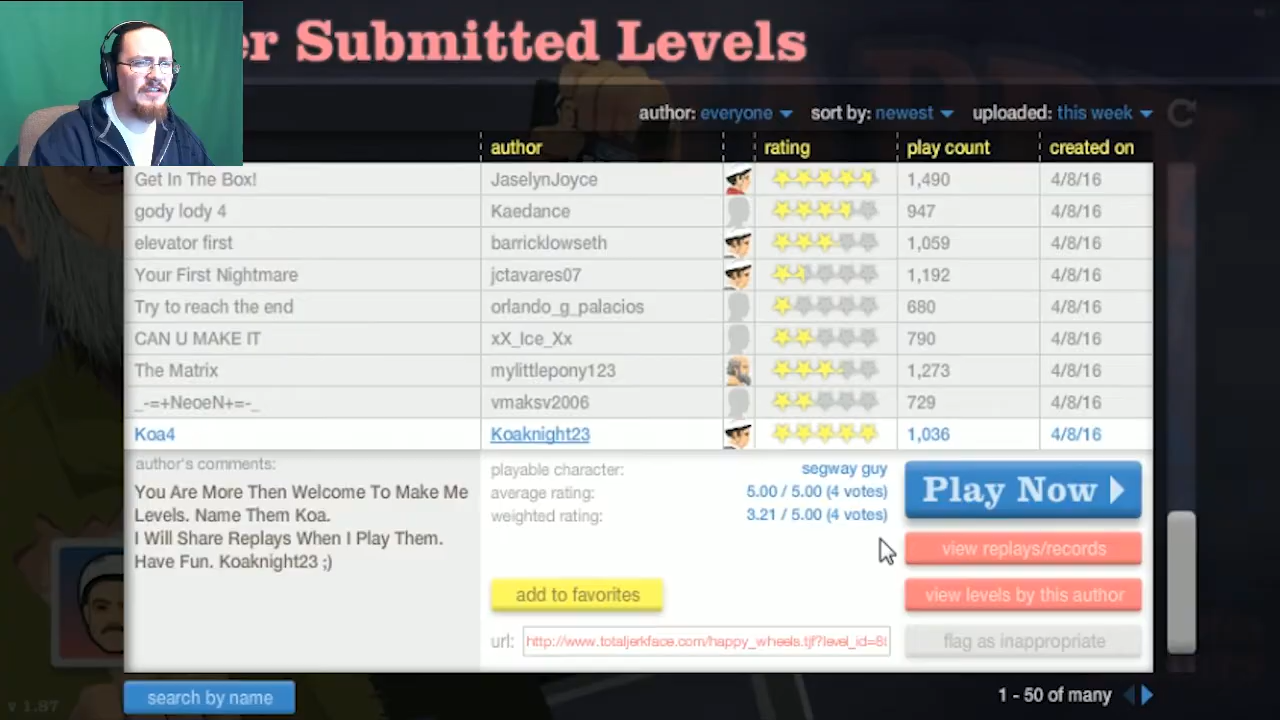 er Submitted Levels
author: everyone sort by: newest uploaded: this week
author rating play count created on
Get In The Box! JaselynJoyce 1,490 4/8/16
gody lody 4 Kaedance 947 4/8/16
elevator first barricklowseth 1,059 4/8/16
Your First Nightmare jctavares07 1,192 4/8/16
Try to reach the end orlando_g_palacios 680 4/8/16
CAN U MAKE IT xX_Ice_Xx 790 4/8/16
The Matrix mylittlepony123 1,273 4/8/16
_-=+NeoeN+=-_ vmaksv2006 729 4/8/16
Koa4 Koaknight23 1,036 4/8/16
author's comments:
You Are More Then Welcome To Make Me
Levels. Name Them Koa.
I Will Share Replays When I Play Them.
Have Fun. Koaknight23 ;)
playable character: segway guy
average rating: 5.00 / 5.00 (4 votes)
weighted rating: 3.21 / 5.00 (4 votes)
add to favorites
url: http://www.totaljerkface.com/happy_wheels.tjf?level_id=8
Play Now
view replays/records
view levels by this author
flag as inappropriate
search by name
1 - 50 of many
v 1.87